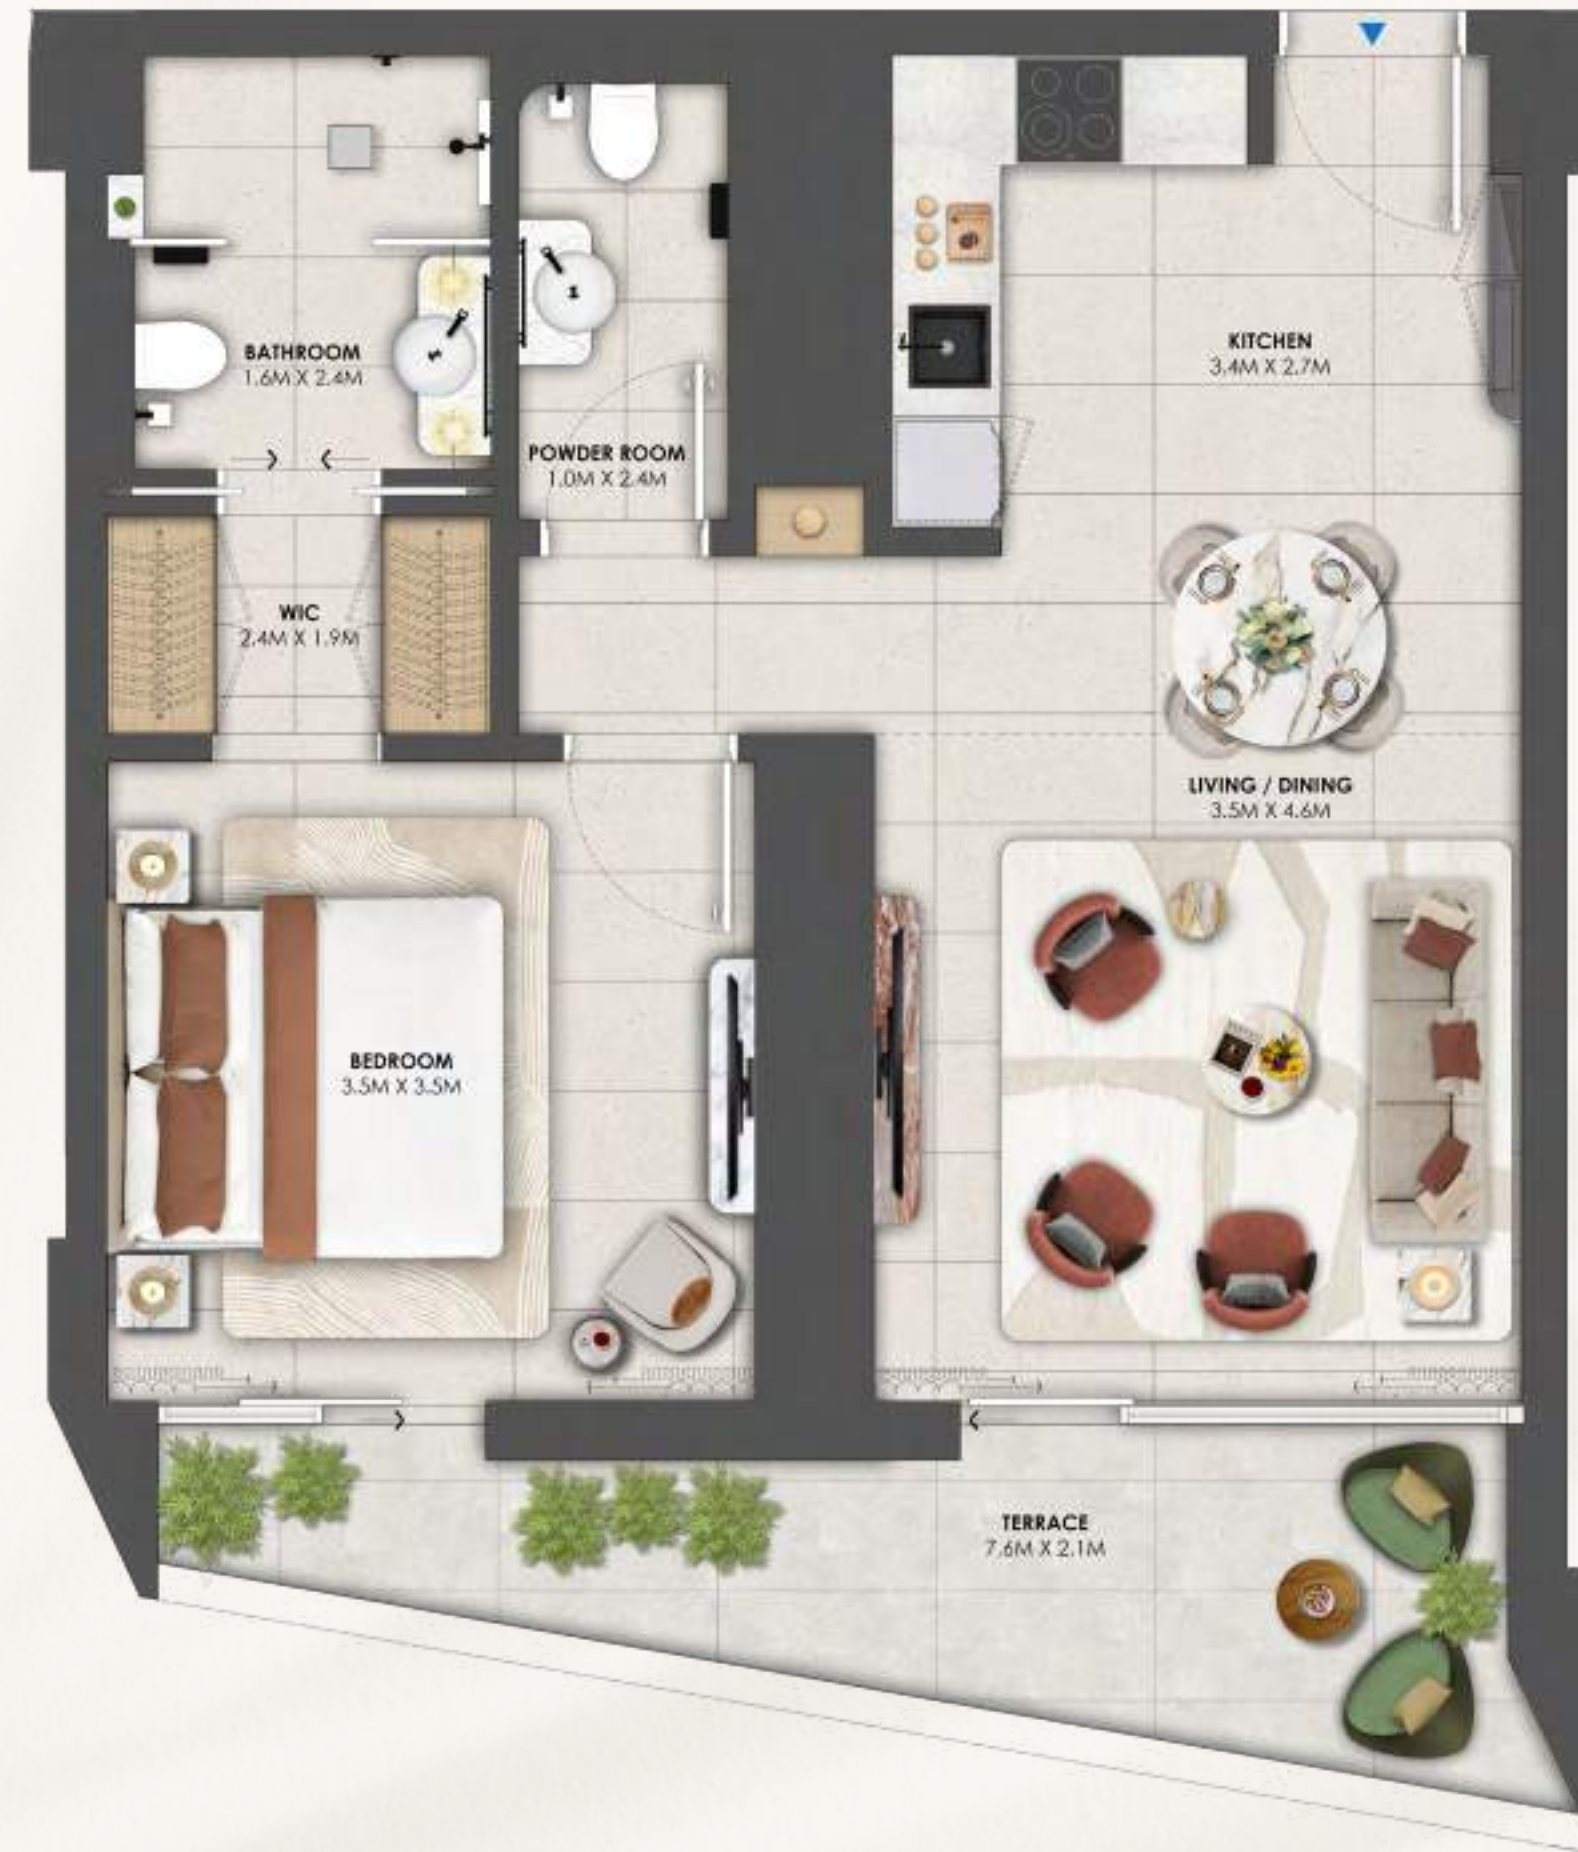 BATHROOM
1.6M X 2.4M
POWDER ROOM
1.0M X 2.4M
KITCHEN
3.4M X 2.7M
WIC
2.4M X 1.9M
LIVING / DINING
3.5M X 4.6M
BEDROOM
3.5M X 3.5M
TERRACE
7.6M X 2.1M